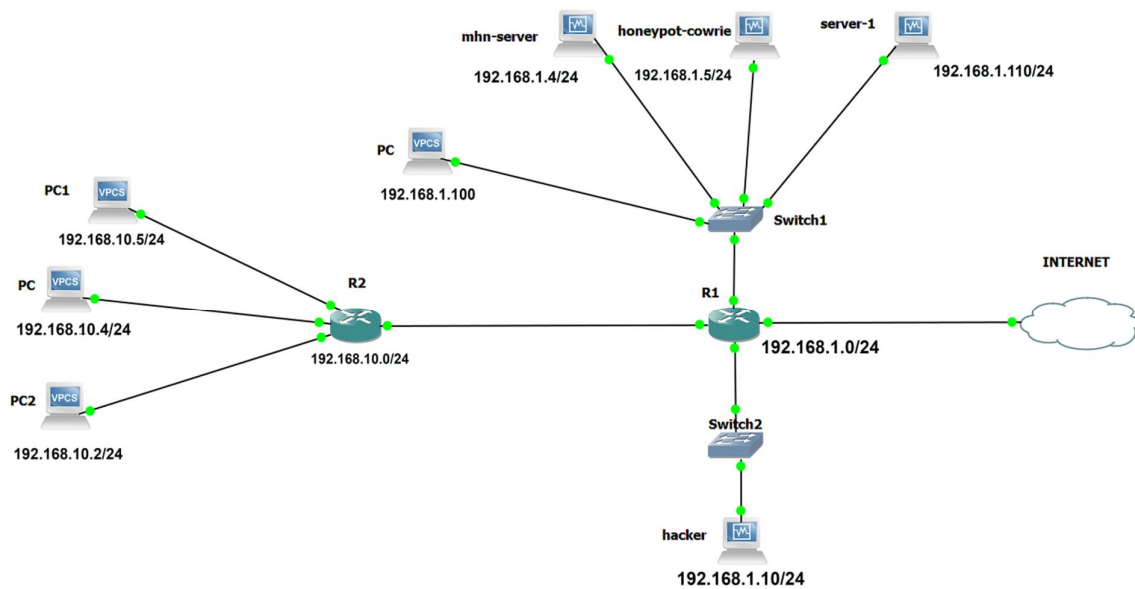 mhn-server
honeypot-cowrie
server-1
192.168.1.4/24
192.168.1.5/24
192.168.1.110/24
PC
VPCS
192.168.1.100
PC1
VPCS
192.168.10.5/24
Switch1
PC
VPCS
192.168.10.4/24
R2
192.168.10.0/24
R1
192.168.1.0/24
INTERNET
PC2
VPCS
192.168.10.2/24
Switch2
hacker
192.168.1.10/24